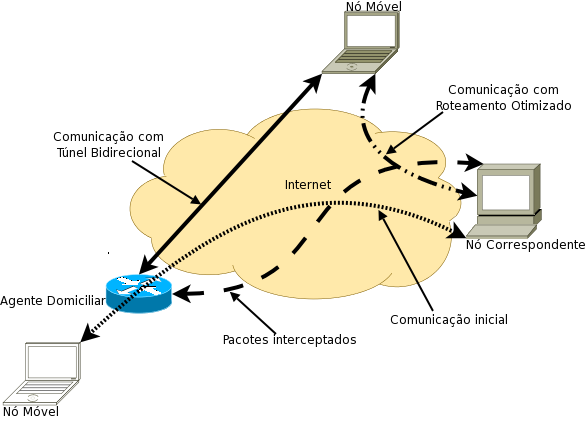 Nó Móvel
Comunicação com
Roteamento Otimizado
Comunicação com
Túnel Bidirecional
Internet
Nó Correspondente
Agente Domiciliar
Comunicação inicial
Pacotes interceptados
Nó Móvel